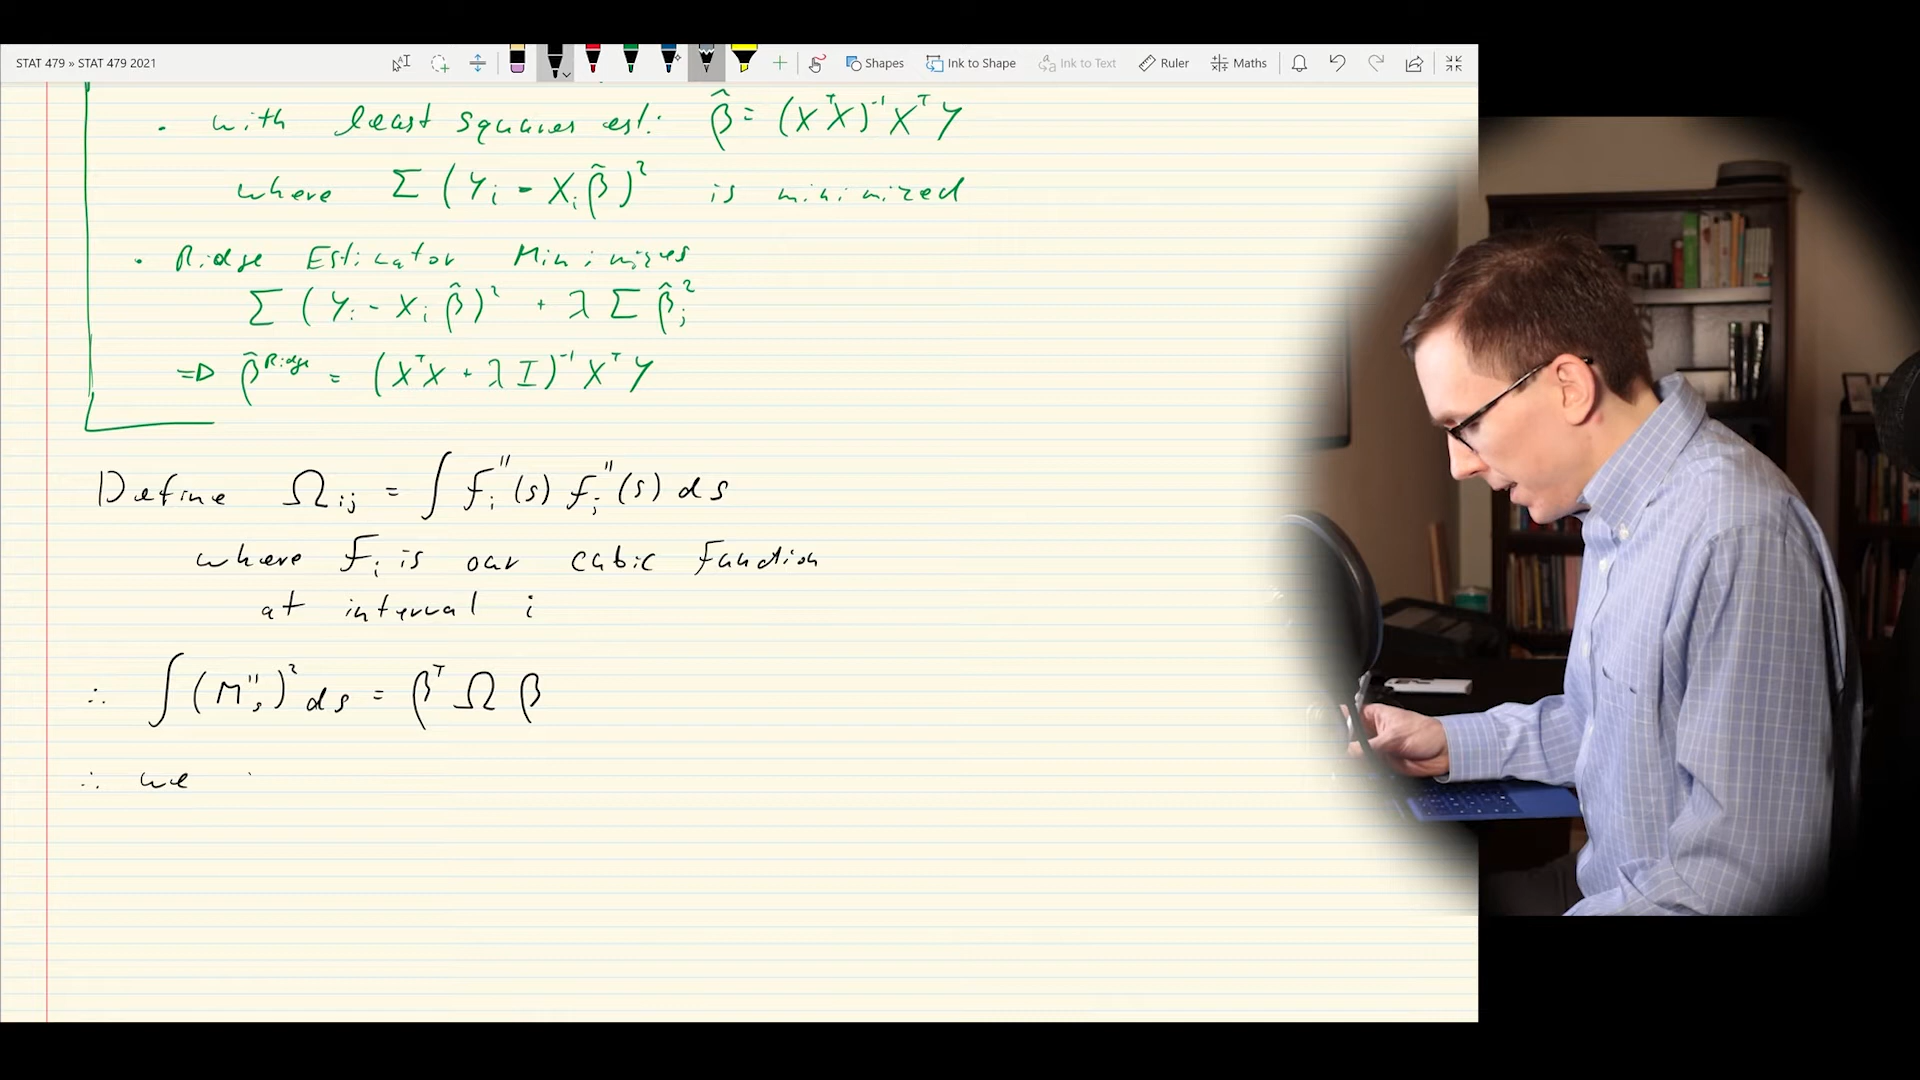 STAT 479 » STAT 479 2021
Shapes Ink to Shape Ink to Text Ruler Maths
• with least squares est: β̂ = (XᵀX)⁻¹XᵀY
where Σ (Yᵢ - Xᵢβ̂)² is minimized
• Ridge Estimator Minimizes
Σ (Yᵢ - Xᵢβ̂)² + λ Σ β̂ⱼ²
⇒ β̂ᴿⁱᵈᵍᵉ = (XᵀX + λI)⁻¹XᵀY
Define Ωᵢⱼ = ∫ fᵢ''(s) fⱼ''(s) ds
where fᵢ is our cubic function
at interval i
∴ ∫(M''ₛ)² ds = βᵀ Ω β
∴ we